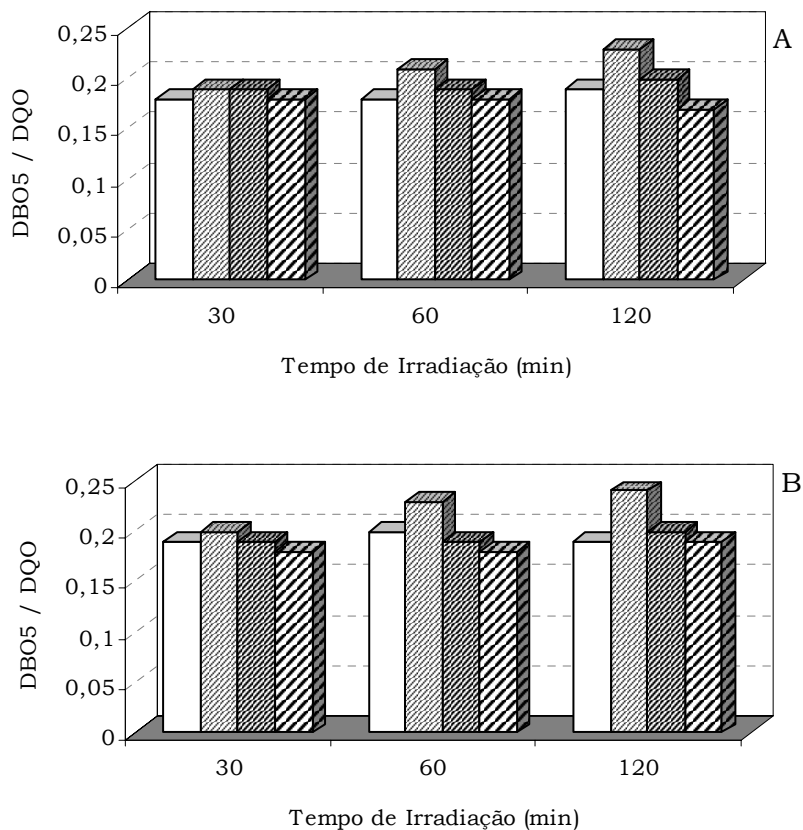 A
0,25
0,2
0,15
0,1
0,05
0
DBO5 / DQO
30 60 120
Tempo de Irradiação (min)
B
0,25
0,2
0,15
0,1
0,05
0
DBO5 / DQO
30 60 120
Tempo de Irradiação (min)